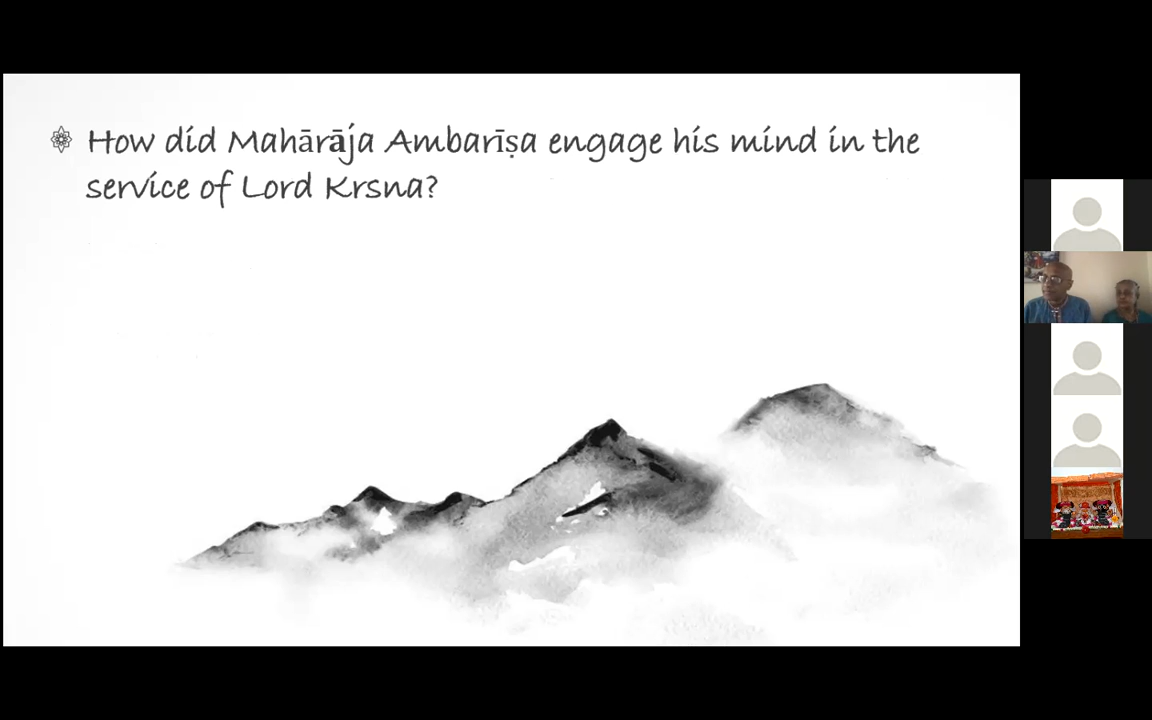 How did Mahārāja Ambarīṣa engage his mind in the
service of Lord Krsna?